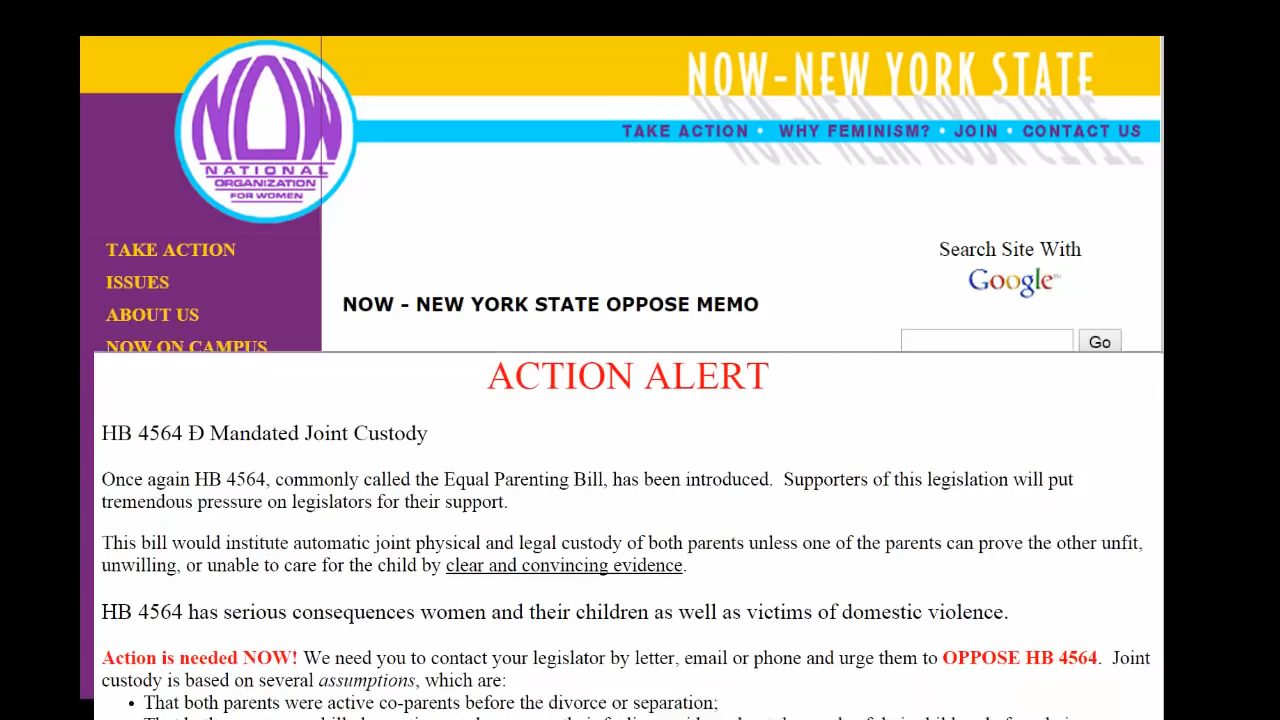 NOW-NEW YORK STATE
TAKE ACTION • WHY FEMINISM? • JOIN • CONTACT US
NOW
NATIONAL
ORGANIZATION
FOR WOMEN
TAKE ACTION
ISSUES
ABOUT US
NOW ON CAMPUS
Search Site With
Google™
NOW - NEW YORK STATE OPPOSE MEMO
Go
ACTION ALERT
HB 4564 Ð Mandated Joint Custody
Once again HB 4564, commonly called the Equal Parenting Bill, has been introduced. Supporters of this legislation will put
tremendous pressure on legislators for their support.
This bill would institute automatic joint physical and legal custody of both parents unless one of the parents can prove the other unfit,
unwilling, or unable to care for the child by clear and convincing evidence.
HB 4564 has serious consequences women and their children as well as victims of domestic violence.
Action is needed NOW! We need you to contact your legislator by letter, email or phone and urge them to OPPOSE HB 4564. Joint
custody is based on several assumptions, which are:
• That both parents were active co-parents before the divorce or separation;